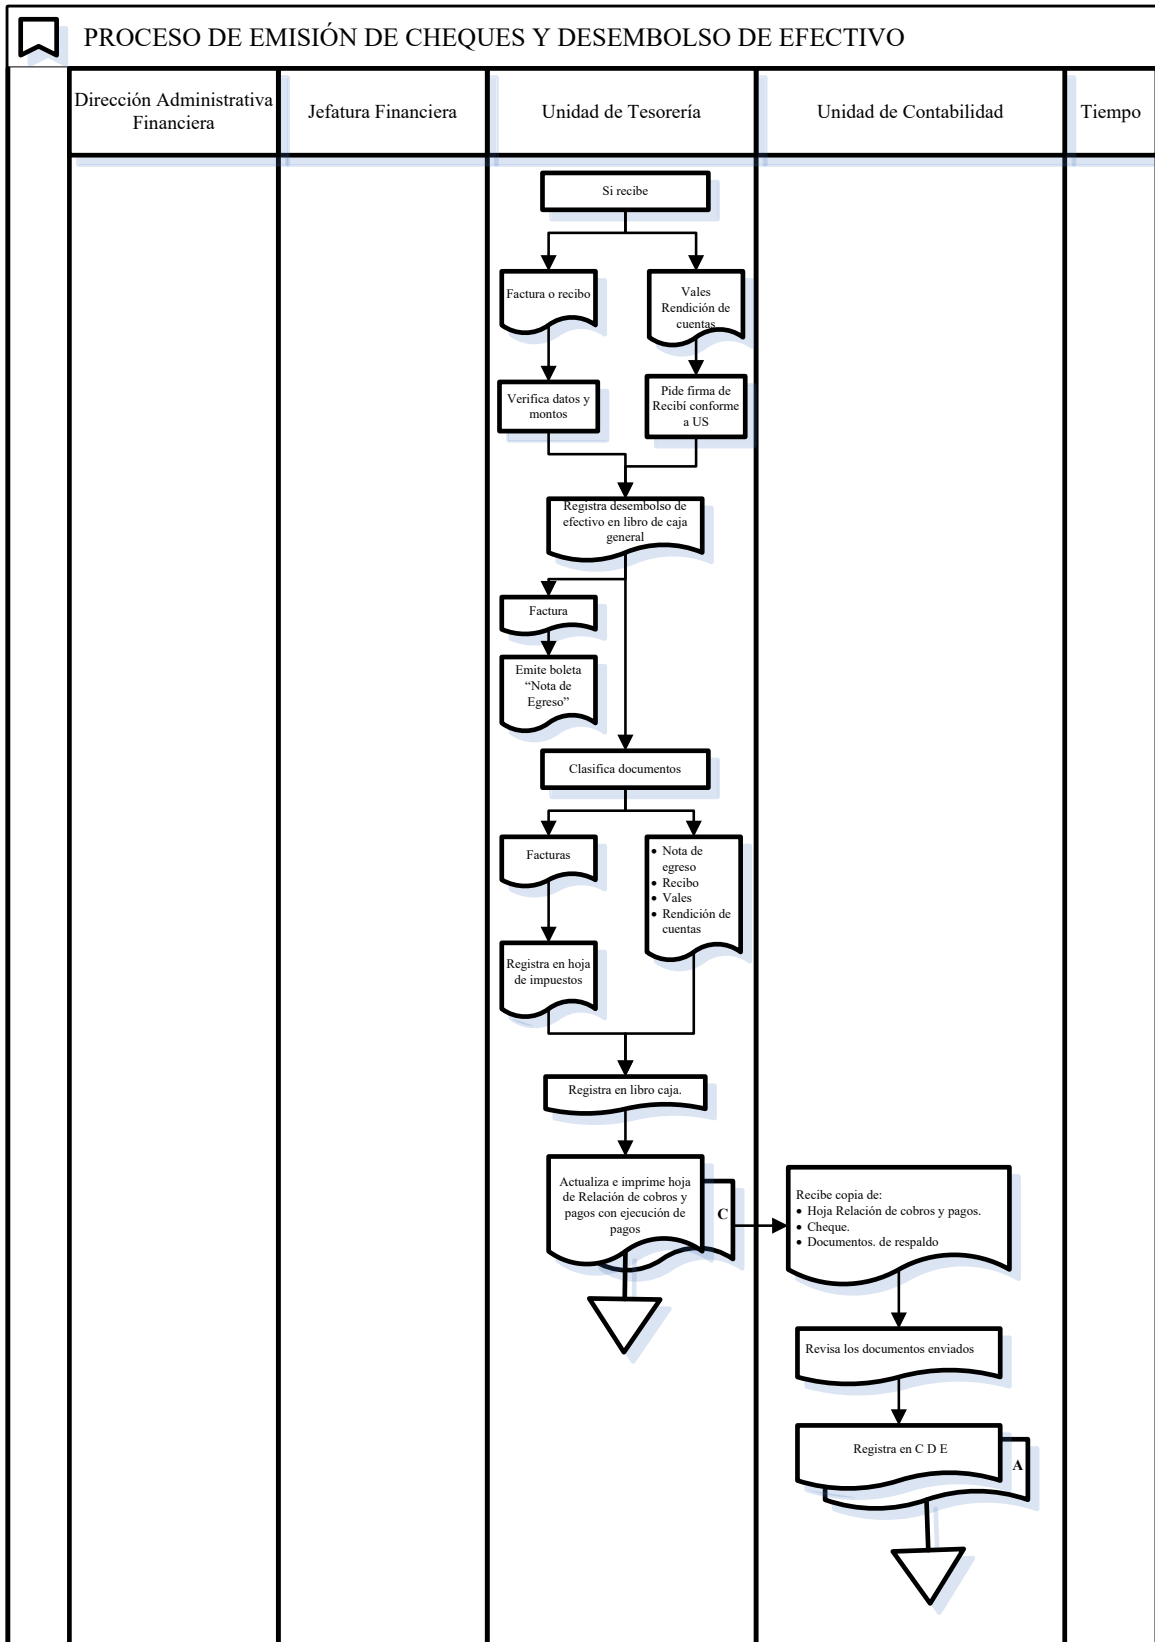 PROCESO DE EMISIÓN DE CHEQUES Y DESEMBOLSO DE EFECTIVO
Dirección Administrativa
Financiera
Jefatura Financiera
Unidad de Tesorería
Unidad de Contabilidad
Tiempo
Si recibe
Factura o recibo
Vales
Rendición de
cuentas
Verifica datos y
montos
Pide firma de
Recibí conforme
a US
Registra desembolso de
efectivo en libro de caja
general
Factura
Emite boleta
“Nota de
Egreso”
Clasifica documentos
Facturas
• Nota de
egreso
• Recibo
• Vales
• Rendición de
cuentas
Registra en hoja
de impuestos
Registra en libro caja.
Actualiza e imprime hoja
de Relación de cobros y
pagos con ejecución de
pagos
C
Recibe copia de:
• Hoja Relación de cobros y pagos.
• Cheque.
• Documentos. de respaldo
Revisa los documentos enviados
Registra en C D E
A